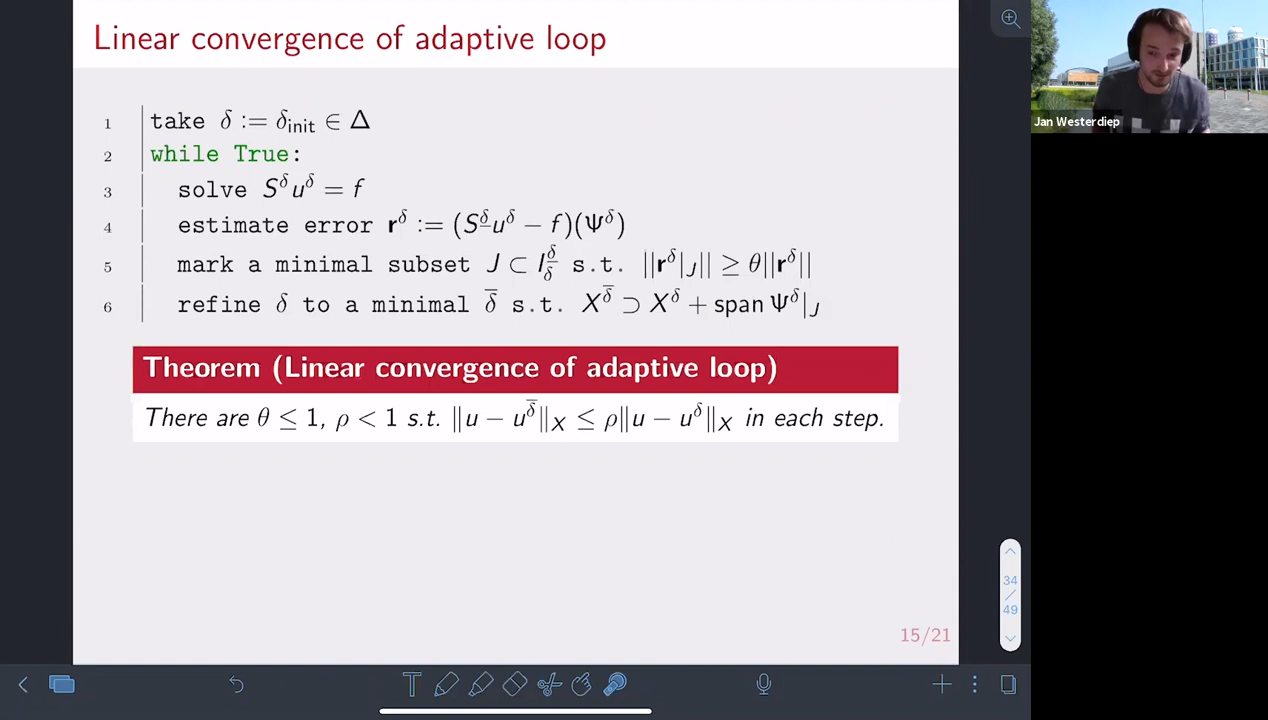 Linear convergence of adaptive loop
1 take δ := δ_init ∈ Δ
2 while True:
3 solve S^δ u^δ = f
4 estimate error r^δ := (S^δ̲ u^δ − f)(Ψ^δ)
5 mark a minimal subset J ⊂ I^δ̲_δ s.t. ||r^δ|_J|| ≥ θ||r^δ||
6 refine δ to a minimal δ̅ s.t. X^δ̅ ⊃ X^δ + span Ψ^δ|_J
Theorem (Linear convergence of adaptive loop)
There are θ ≤ 1, ρ < 1 s.t. ‖u − u^δ̅‖_X ≤ ρ‖u − u^δ‖_X in each step.
15/21
34
/
49
T
Jan Westerdiep